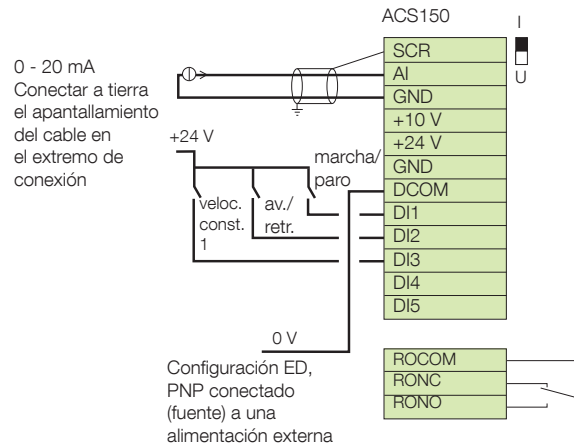 ACS150
I
U
0 - 20 mA
Conectar a tierra
el apantallamiento
del cable en
el extremo de
conexión
SCR
AI
GND
+10 V
+24 V
GND
DCOM
DI1
DI2
DI3
DI4
DI5
+24 V
marcha/
paro
av./
retr.
veloc.
const.
1
0 V
Configuración ED,
PNP conectado
(fuente) a una
alimentación externa
ROCOM
RONC
RONO